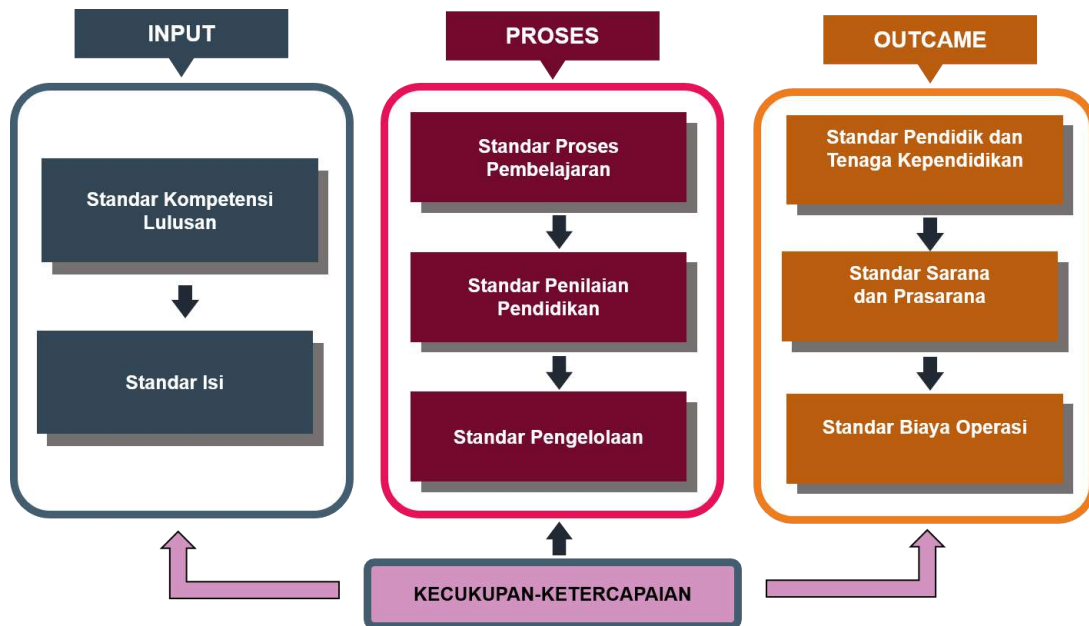 INPUT
Standar Kompetensi
Lulusan
Standar Isi
PROSES
Standar Proses
Pembelajaran
Standar Penilaian
Pendidikan
Standar Pengelolaan
OUTCAME
Standar Pendidik dan
Tenaga Kependidikan
Standar Sarana
dan Prasarana
Standar Biaya Operasi
KECUKUPAN-KETERCAPAIAN